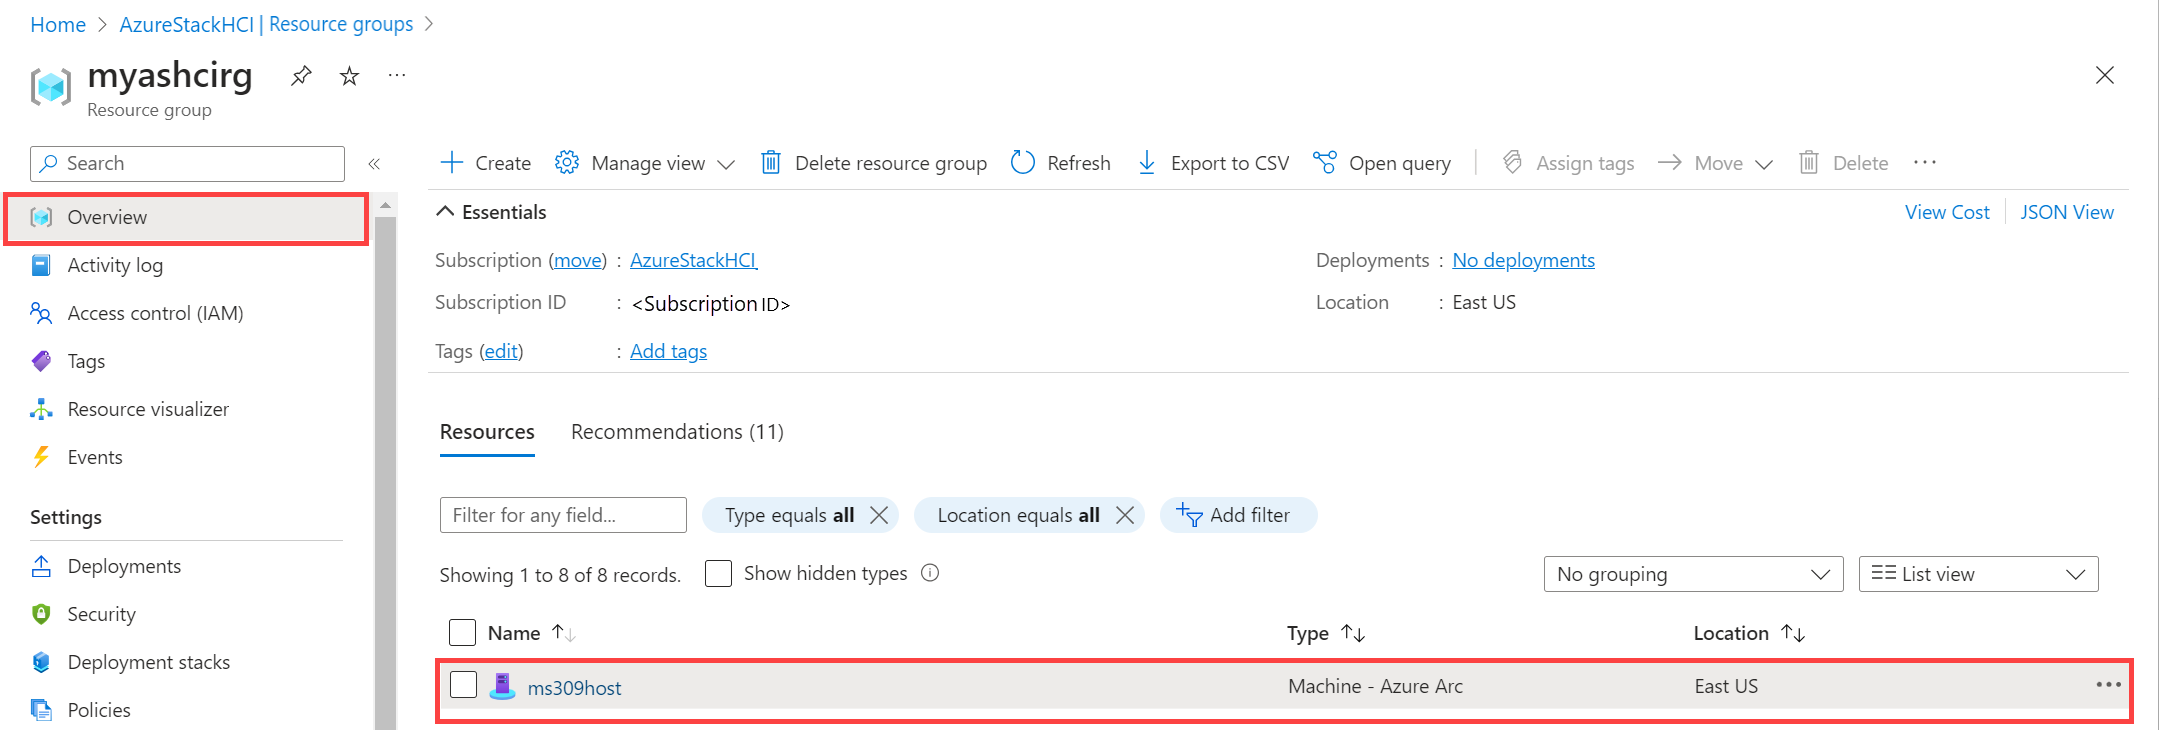 Home > AzureStackHCI | Resource groups >
myashcirg
Resource group
Search
Create
Manage view
Delete resource group
Refresh
Export to CSV
Open query
Assign tags
Move
Delete
Overview
Activity log
Access control (IAM)
Tags
Resource visualizer
Events
Settings
Deployments
Security
Deployment stacks
Policies
Essentials
View Cost
JSON View
Subscription (move) : AzureStackHCI
Deployments : No deployments
Subscription ID : <Subscription ID>
Location : East US
Tags (edit) : Add tags
Resources
Recommendations (11)
Filter for any field...
Type equals all
Location equals all
Add filter
Showing 1 to 8 of 8 records.
Show hidden types
No grouping
List view
Name
Type
Location
ms309host
Machine - Azure Arc
East US